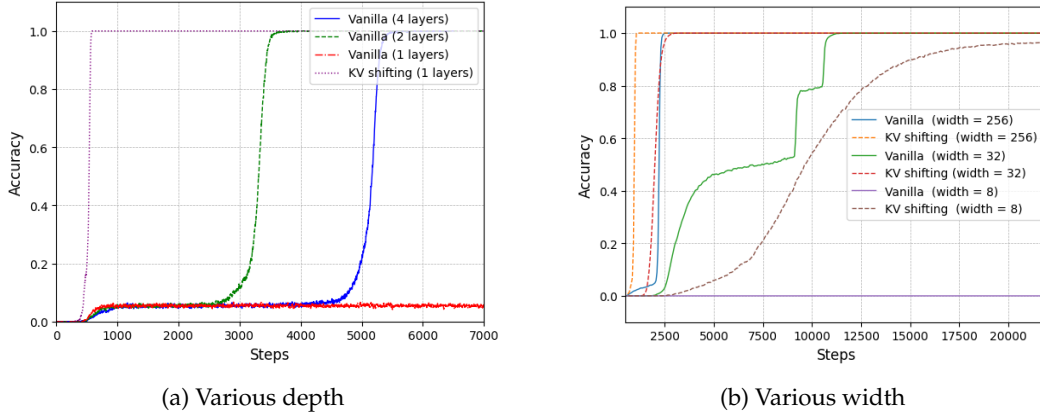 1.0
0.8
0.6
0.4
0.2
0.0
Accuracy
0
1000
2000
3000
4000
5000
6000
7000
Steps
Vanilla (4 layers)
Vanilla (2 layers)
Vanilla (1 layers)
KV shifting (1 layers)
(a) Various depth
1.0
0.8
0.6
0.4
0.2
0.0
Accuracy
2500
5000
7500
10000
12500
15000
17500
20000
Steps
Vanilla (width = 256)
KV shifting (width = 256)
Vanilla (width = 32)
KV shifting (width = 32)
Vanilla (width = 8)
KV shifting (width = 8)
(b) Various width